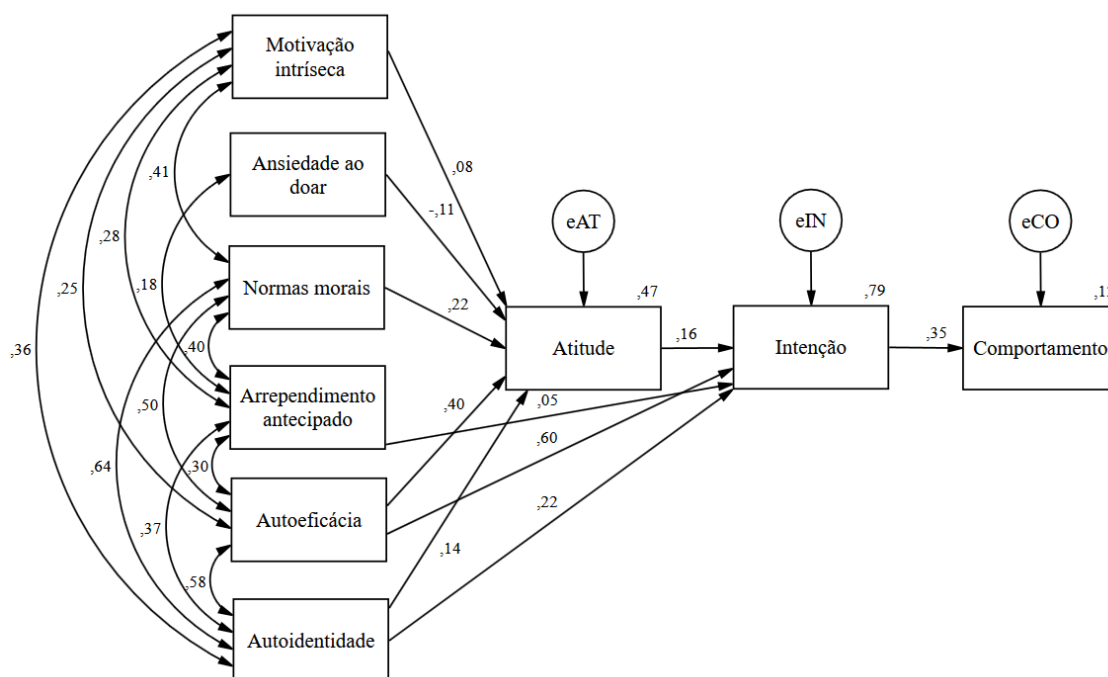 Motivação
intríseca
,41
,08
Ansiedade ao
doar
-,11
eAT
eIN
eCO
,28
,25
,18
Normas morais
,22
,47
,79
,36
,40
Atitude
,16
Intenção
,35
Comportamento
Arrependimento
antecipado
,50
,40
,05
,64
,30
,60
Autoeficácia
,37
,22
,14
,58
Autoidentidade